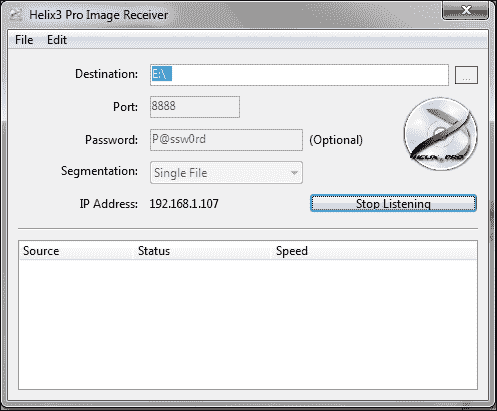 Helix3 Pro Image Receiver
File Edit
Destination: E:\ ...
Port: 8888
Password: P@ssw0rd (Optional)
HELIX PRO
Segmentation: Single File
IP Address: 192.168.1.107 Stop Listening
Source Status Speed